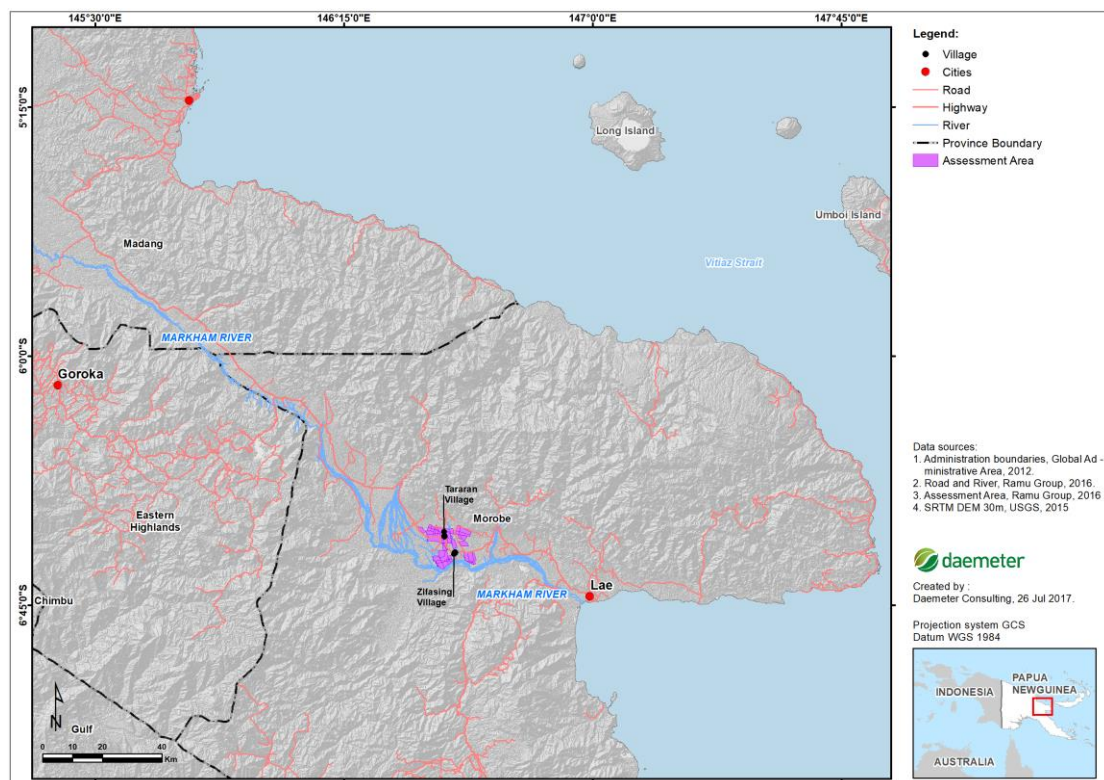 145°30'0"E
146°15'0"E
147°0'0"E
147°45'0"E
5°15'0"S
6°0'0"S
6°45'0"S
Long Island
Umboi Island
Madang
Vitiaz Strait
MARKHAM RIVER
Goroka
Tararan
Village
Morobe
Eastern
Highlands
Zifasing
Village
MARKHAM RIVER
Lae
Chimbu
N
Gulf
0 10 20 40
Km
Legend:
Village
Cities
Road
Highway
River
Province Boundary
Assessment Area
Data sources:
1. Administration boundaries, Global Ad -
ministrative Area, 2012.
2. Road and River, Ramu Group, 2016.
3. Assessment Area, Ramu Group, 2016
4. SRTM DEM 30m, USGS, 2015
daemeter
Created by :
Daemeter Consulting, 26 Jul 2017.
Projection system GCS
Datum WGS 1984
INDONESIA
PAPUA
NEWGUINEA
AUSTRALIA